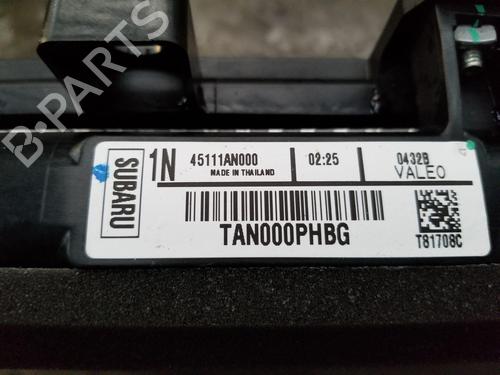 SUBARU
1N 45111AN000 02:25 0432B
MADE IN THAILAND VALEO
TAN000PHBG T81708C
B-PARTS